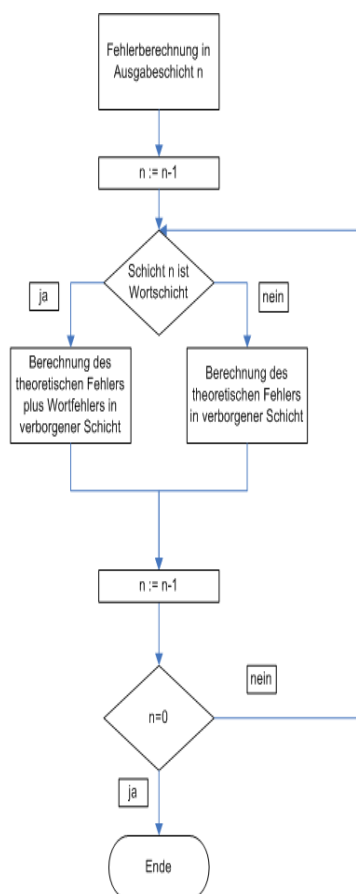 Fehlerberechnung in
Ausgabeschicht n
n := n-1
Schicht n ist
Wortschicht
ja
nein
Berechnung des
theoretischen Fehlers
plus Wortfehlers in
verborgener Schicht
Berechnung des
theoretischen Fehlers
in verborgener Schicht
n := n-1
n=0
nein
ja
Ende